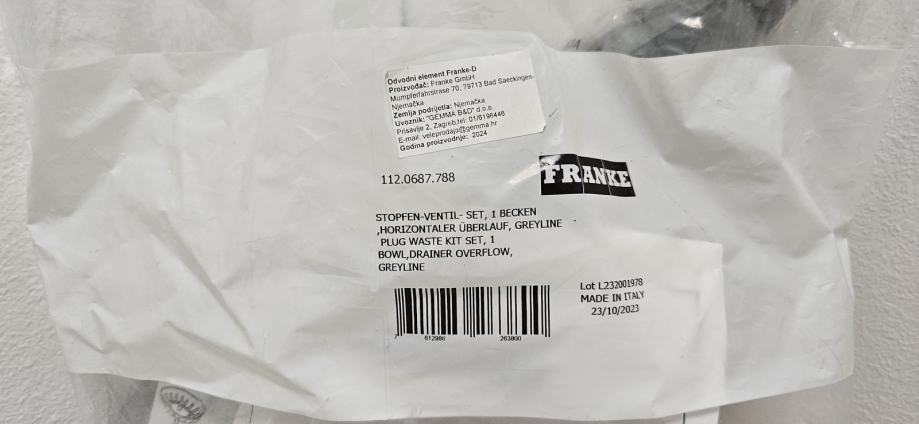 Odvodni element Franke-D
Proizvođač: Franke GmbH
Mumpferfahrstrase 70, 79713 Bad Saeckingen-
Njemačka
Zemlja podrijetla: Njemačka
Uvoznik: "GEMMA B&D" d.o.o.
Prisavlje 2, Zagreb,tel: 01/6196446
E-mail: veleprodaja@gemma.hr
Godina proizvodnje: 2024
112.0687.788
FRANKE
STOPFEN-VENTIL- SET, 1 BECKEN
,HORIZONTALER ÜBERLAUF, GREYLINE
PLUG WASTE KIT SET, 1
BOWL,DRAINER OVERFLOW,
GREYLINE
Lot L232001978
MADE IN ITALY
23/10/2023
7 612986 263800